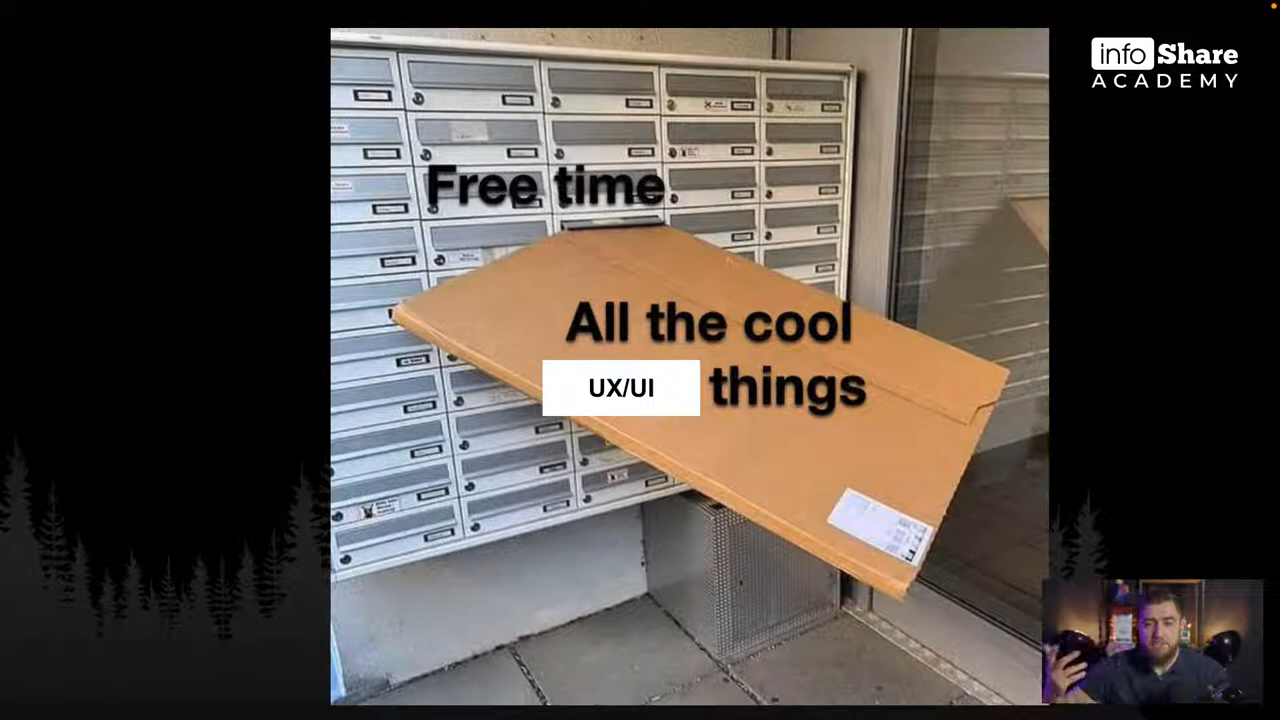 info Share
ACADEMY
Free time
All the cool
UX/UI things